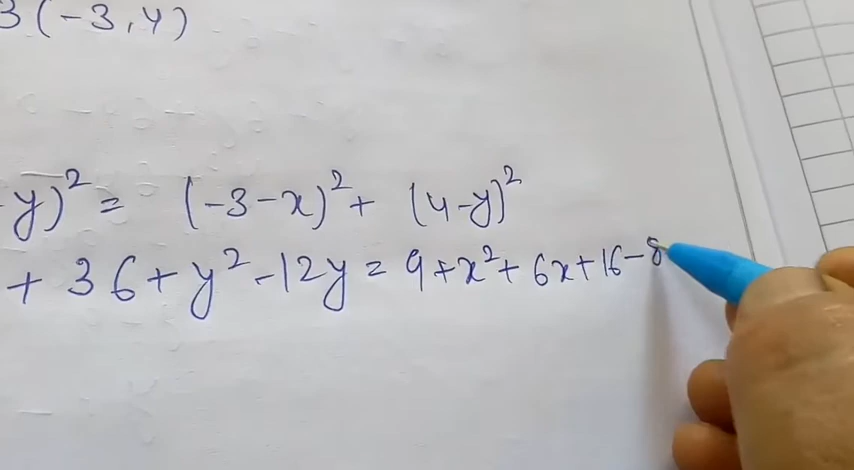 3(-3,4)
y)² = (-3-x)² + (4-y)²
+ 36 + y² - 12y = 9 + x² + 6x + 16 - 8